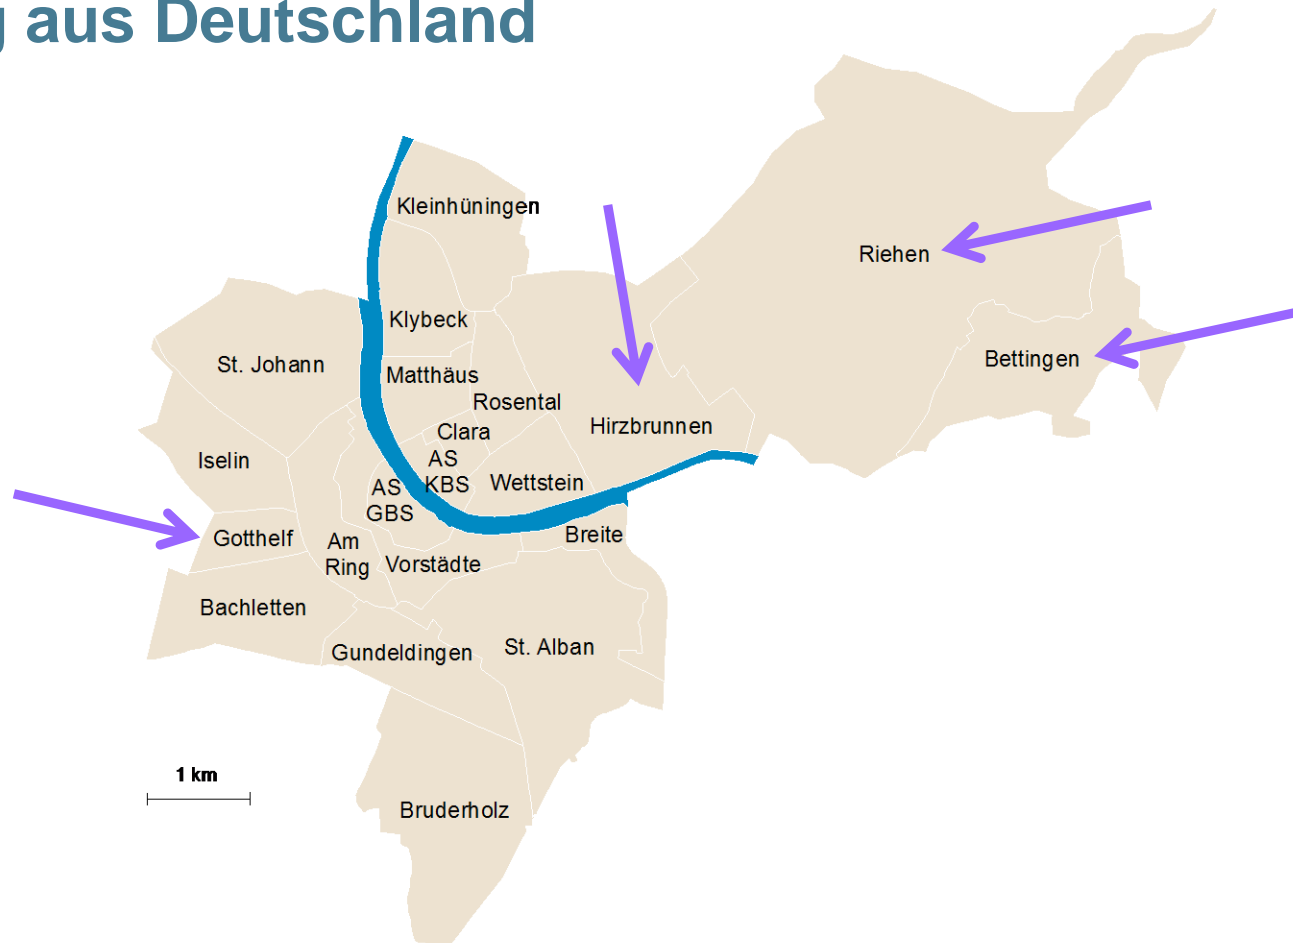 g aus Deutschland
Kleinhüningen
Riehen
Klybeck
Bettingen
St. Johann
Matthäus
Rosental
Hirzbrunnen
Clara
Iselin
AS
KBS
Wettstein
AS
GBS
Gotthelf
Am
Ring
Breite
Vorstädte
Bachletten
St. Alban
Gundeldingen
1 km
Bruderholz